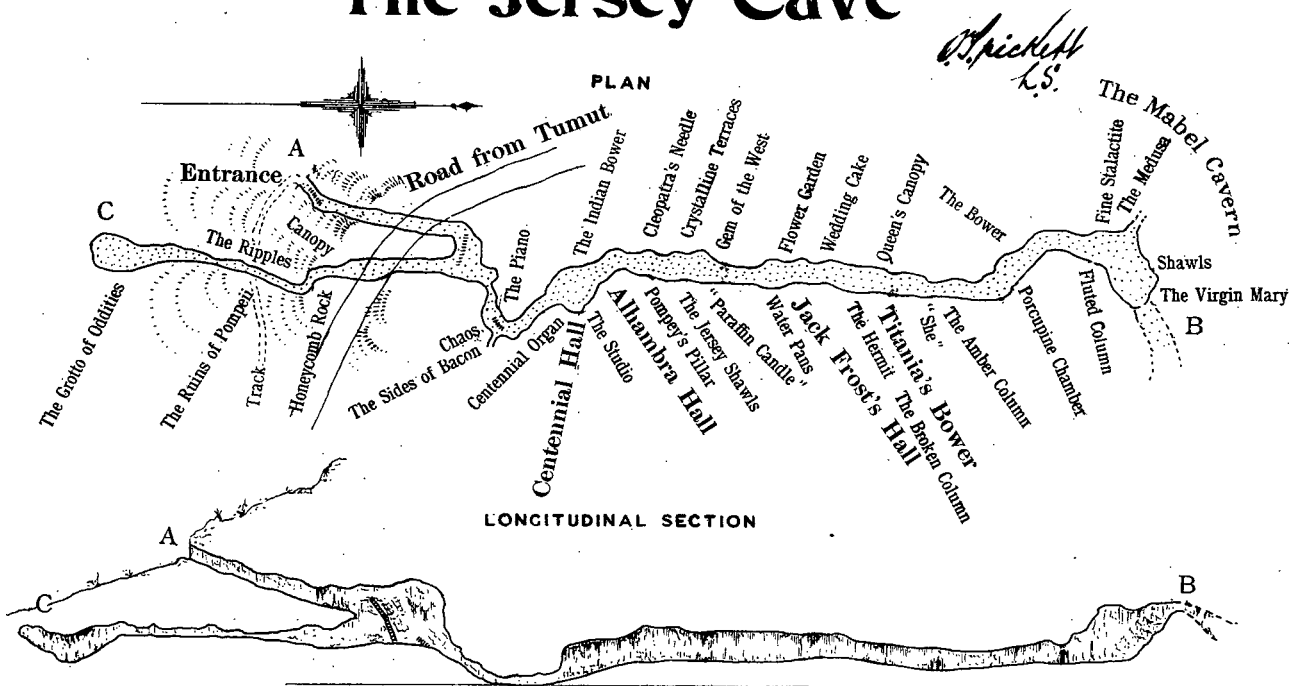 The Jersey Cave
O. Trickett
L.S.
PLAN
The Mabel Cavern
A
Entrance
Road from Tumut
C
Canopy
The Ripples
The Indian Bower
Cleopatra's Needle
Crystalline Terraces
Gem of the West
Flower Garden
Wedding Cake
Queen's Canopy
The Bower
Fine Stalactite
The Medusa
The Piano
Shawls
The Virgin Mary
B
The Grotto of Oddities
The Ruins of Pompeii
Track
Honeycomb Rock
Chaos
The Sides of Bacon
Centennial Organ
Centennial Hall
The Studio
Alhambra Hall
Pompey's Pillar
The Jersey Shawls
"Paraffin Candle"
Water Pans
Jack Frost's Hall
The Hermit
The Broken Column
Titania's Bower
"She"
The Amber Column
Porcupine Chamber
Fluted Column
LONGITUDINAL SECTION
A
C
B